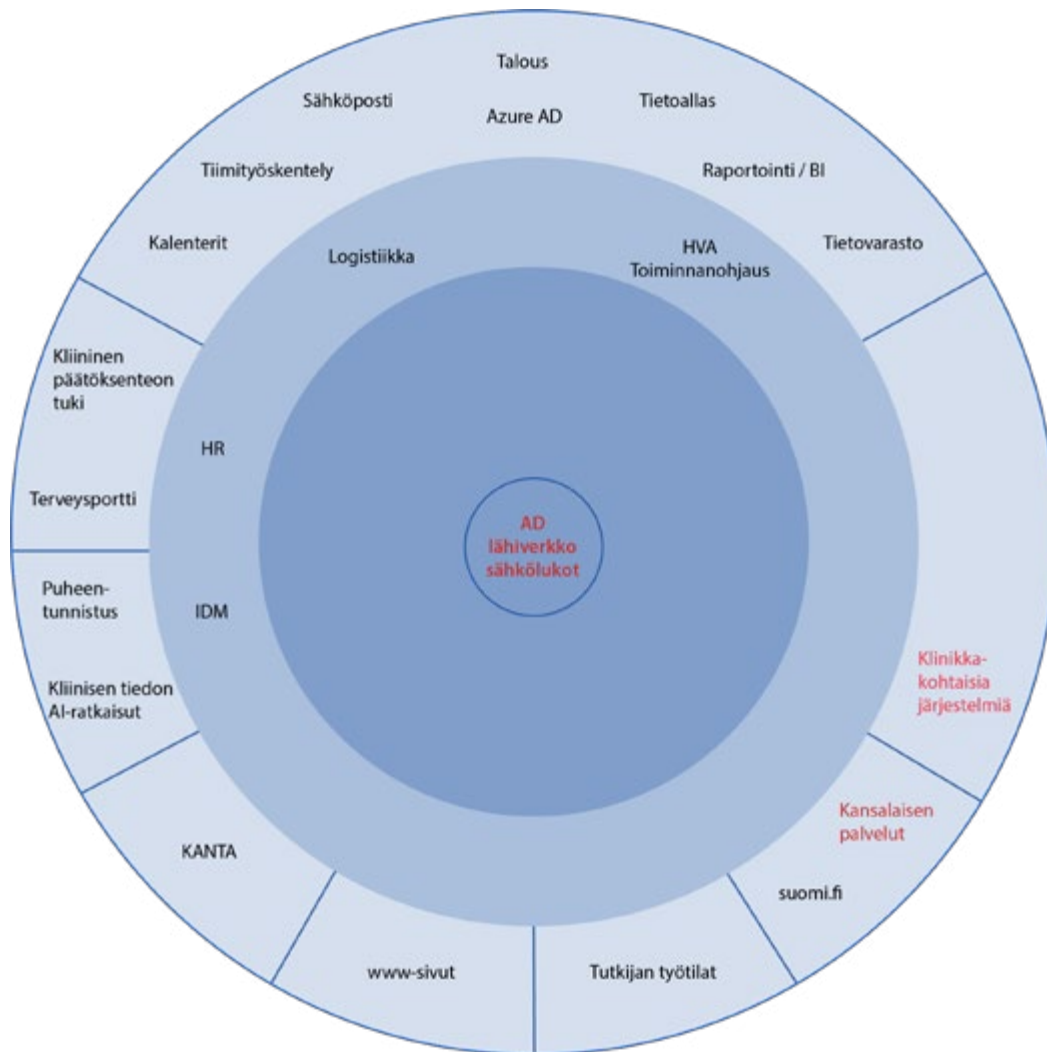 Talous
Sähköposti
Azure AD
Tietoallas
Tiimityöskentely
Raportointi / BI
Kalenterit
Tietovarasto
Logistiikka
HVA
Toiminnanohjaus
Kliininen
päätöksenteon
tuki
HR
Terveysportti
AD
lähiverkko
sähkölukot
Puheen-
tunnistus
IDM
Kliinisen tiedon
AI-ratkaisut
Klinikka-
kohtaisia
järjestelmiä
Kansalaisen
palvelut
suomi.fi
KANTA
www-sivut
Tutkijan työtilat